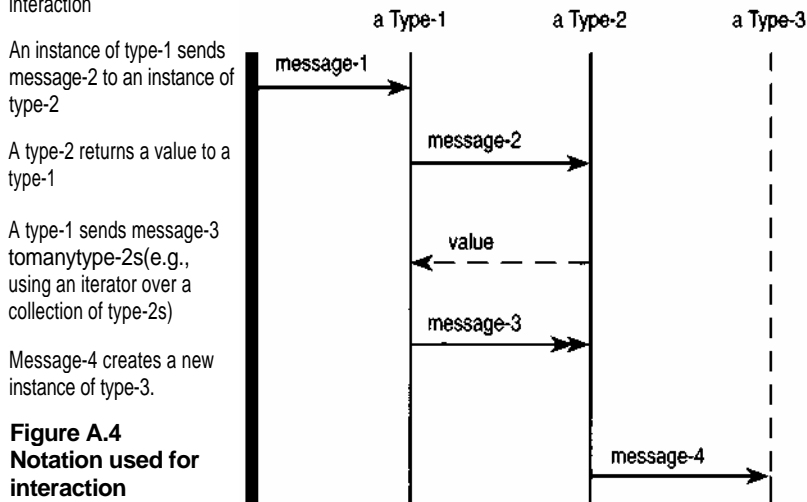 interaction
An instance of type-1 sends
message-2 to an instance of
type-2
A type-2 returns a value to a
type-1
A type-1 sends message-3
tomanytype-2s(e.g.,
using an iterator over a
collection of type-2s)
Message-4 creates a new
instance of type-3.
Figure A.4
Notation used for
interaction
a Type-1
a Type-2
a Type-3
message-1
message-2
value
message-3
message-4